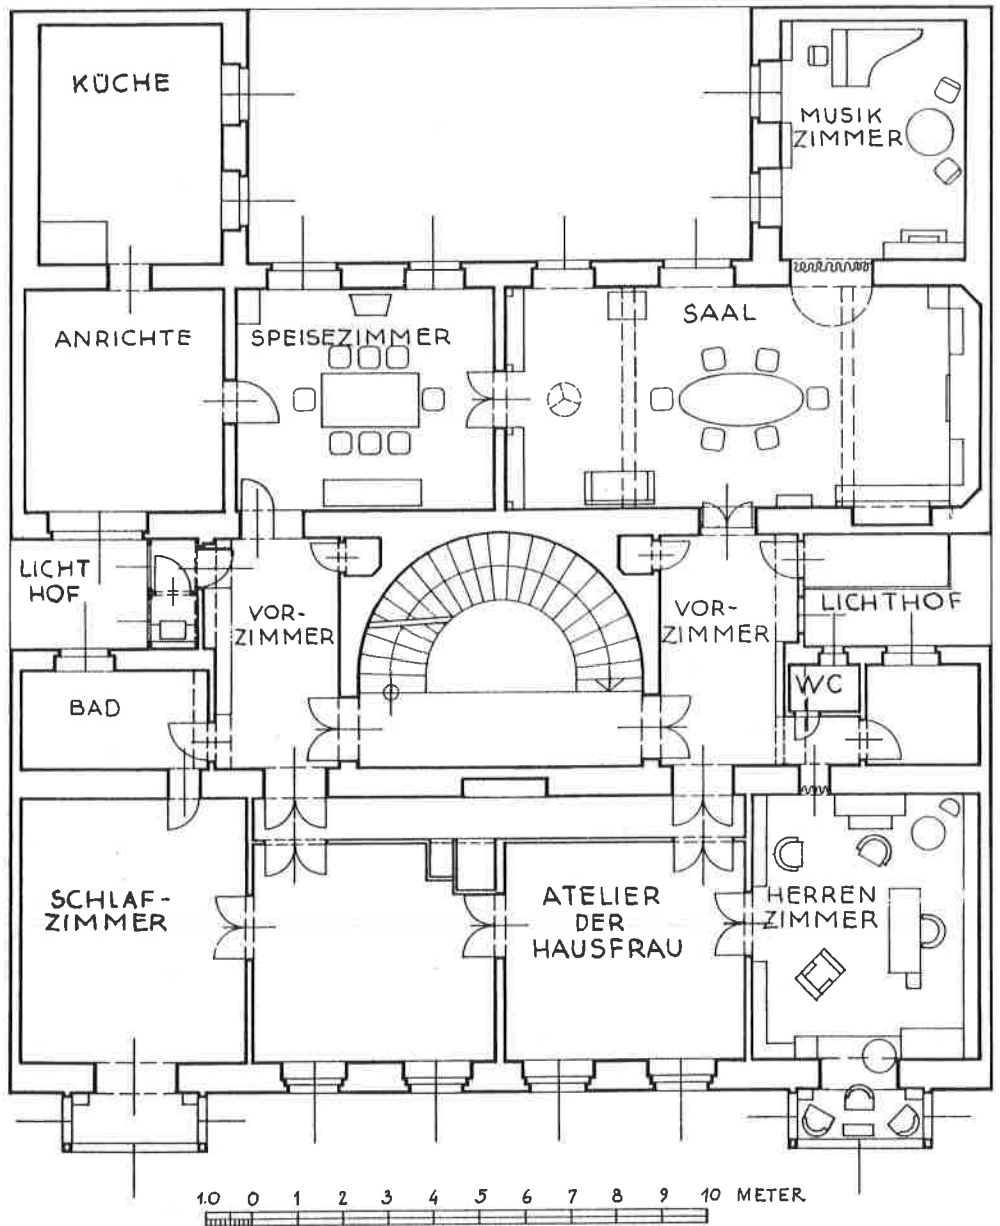 KÜCHE
MUSIK
ZIMMER
ANRICHTE
SPEISEZIMMER
SAAL
LICHT
HOF
VOR-
ZIMMER
VOR-
ZIMMER
LICHTHOF
BAD
WC
SCHLAF-
ZIMMER
ATELIER
DER
HAUSFRAU
HERREN
ZIMMER
1.0 0 1 2 3 4 5 6 7 8 9 10 METER